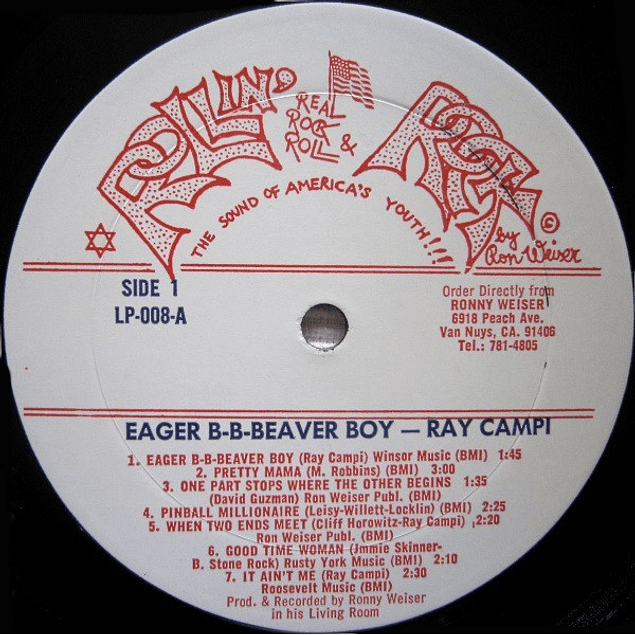 ROLLIN' ROCK
REAL
ROCK
& ROLL
THE SOUND OF AMERICA'S YOUTH!!!
©
by
Ron Weiser
SIDE 1
LP-008-A
Order Directly from
RONNY WEISER
6918 Peach Ave.
Van Nuys, CA. 91406
Tel.: 781-4805
EAGER B-B-BEAVER BOY — RAY CAMPI
1. EAGER B-B-BEAVER BOY (Ray Campi) Winsor Music (BMI) 1:45
2. PRETTY MAMA (M. Robbins) (BMI) 3:00
3. ONE PART STOPS WHERE THE OTHER BEGINS 1:35
(David Guzman) Ron Weiser Publ. (BMI)
4. PINBALL MILLIONAIRE (Leisy-Willett-Locklin) (BMI) 2:25
5. WHEN TWO ENDS MEET (Cliff Horowitz-Ray Campi) ,2:20
Ron Weiser Publ. (BMI)
6. GOOD TIME WOMAN (Jmmie Skinner-
B. Stone Rock) Rusty York Music (BMI) 2:10
7. IT AIN'T ME (Ray Campi) 2:30
Roosevelt Music (BMI)
Prod. & Recorded by Ronny Weiser
in his Living Room